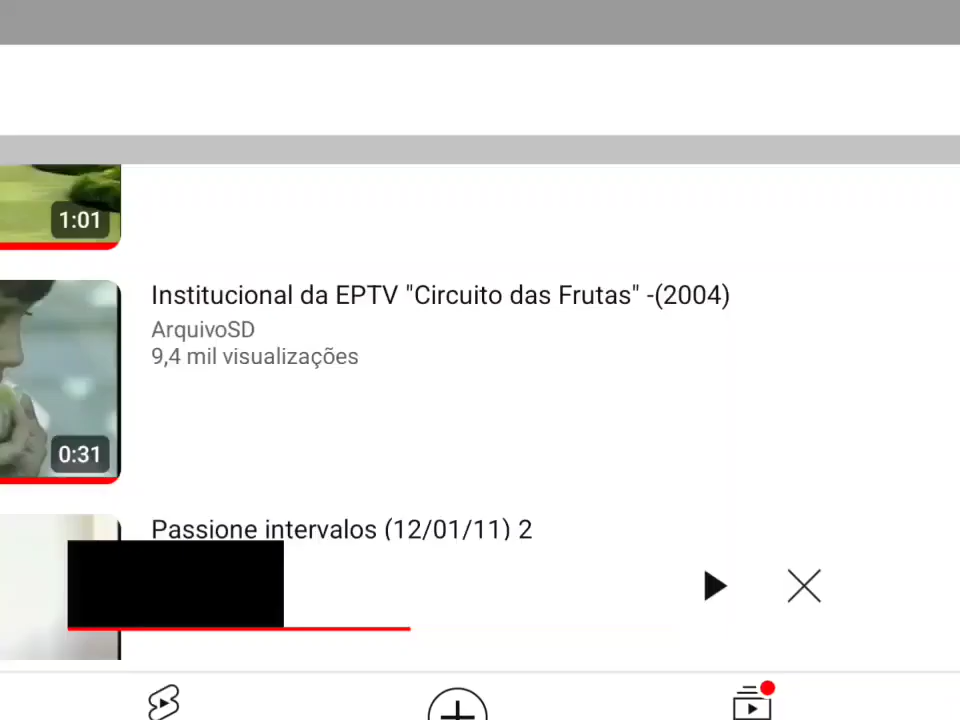 1:01
Institucional da EPTV "Circuito das Frutas" -(2004)
ArquivoSD
9,4 mil visualizações
0:31
Passione intervalos (12/01/11) 2